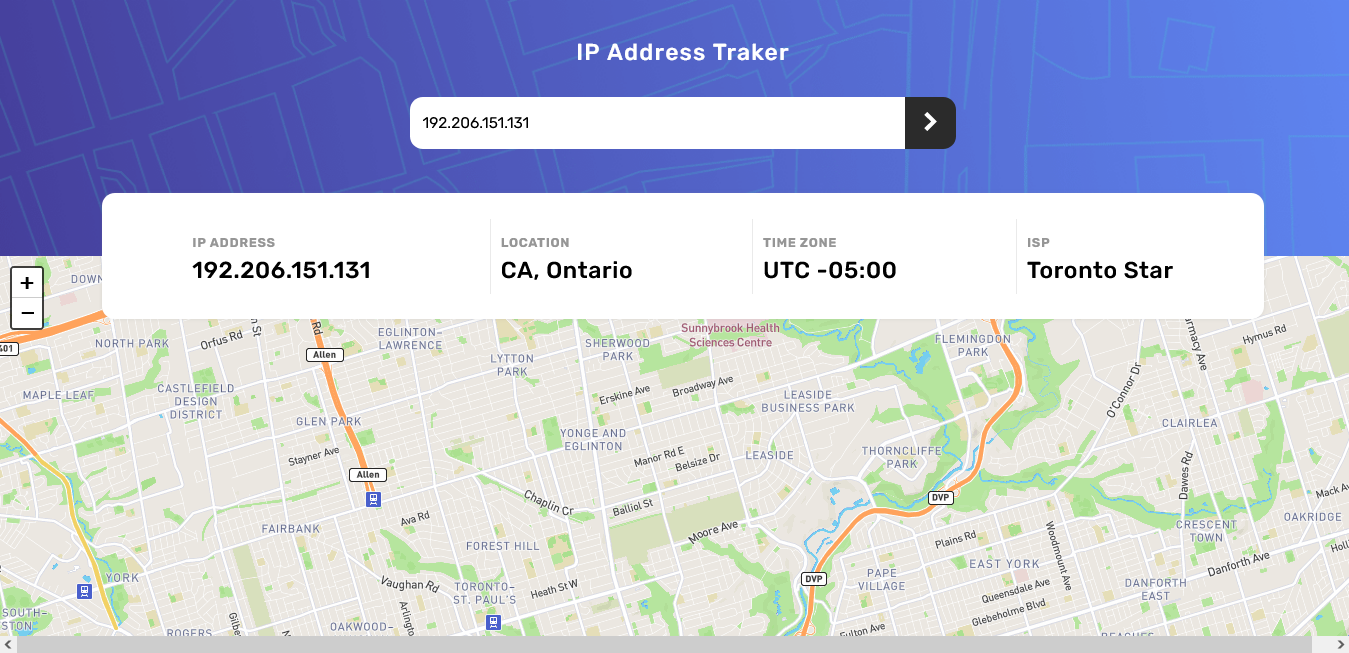 IP Address Traker
192.206.151.131
IP ADDRESS
192.206.151.131
LOCATION
CA, Ontario
TIME ZONE
UTC -05:00
ISP
Toronto Star
+
−
Sunnybrook Health
Sciences Centre
EGLINTON–
LAWRENCE
FLEMINGDON
PARK
Hymus Rd
NORTH PARK
Orfus Rd
Rd
St
SHERWOOD
PARK
401
Allen
LYTTON
PARK
MAPLE LEAF
CASTLEFIELD
DESIGN
DISTRICT
Erskine Ave
Broadway Ave
LEASIDE
BUSINESS PARK
O'Connor Dr
GLEN PARK
YONGE AND
EGLINTON
CLAIRLEA
Stayner Ave
Manor Rd E
Belsize Dr
LEASIDE
THORNCLIFFE
PARK
Dawes Rd
Allen
DVP
Mack Av
Chaplin Cr
Balliol St
FAIRBANK
Ava Rd
Moore Ave
OAKRIDGE
CRESCENT
TOWN
FOREST HILL
Plains Rd
Woodmount Ave
EAST YORK
Danforth Ave
YORK
Vaughan Rd
TORONTO–
ST. PAUL'S
Heath St W
DVP
PAPE
VILLAGE
Queensdale Ave
DANFORTH
EAST
Glebeholme Blvd
SOUTH–
ROGERS
OAKWOOD–
Fulton Ave